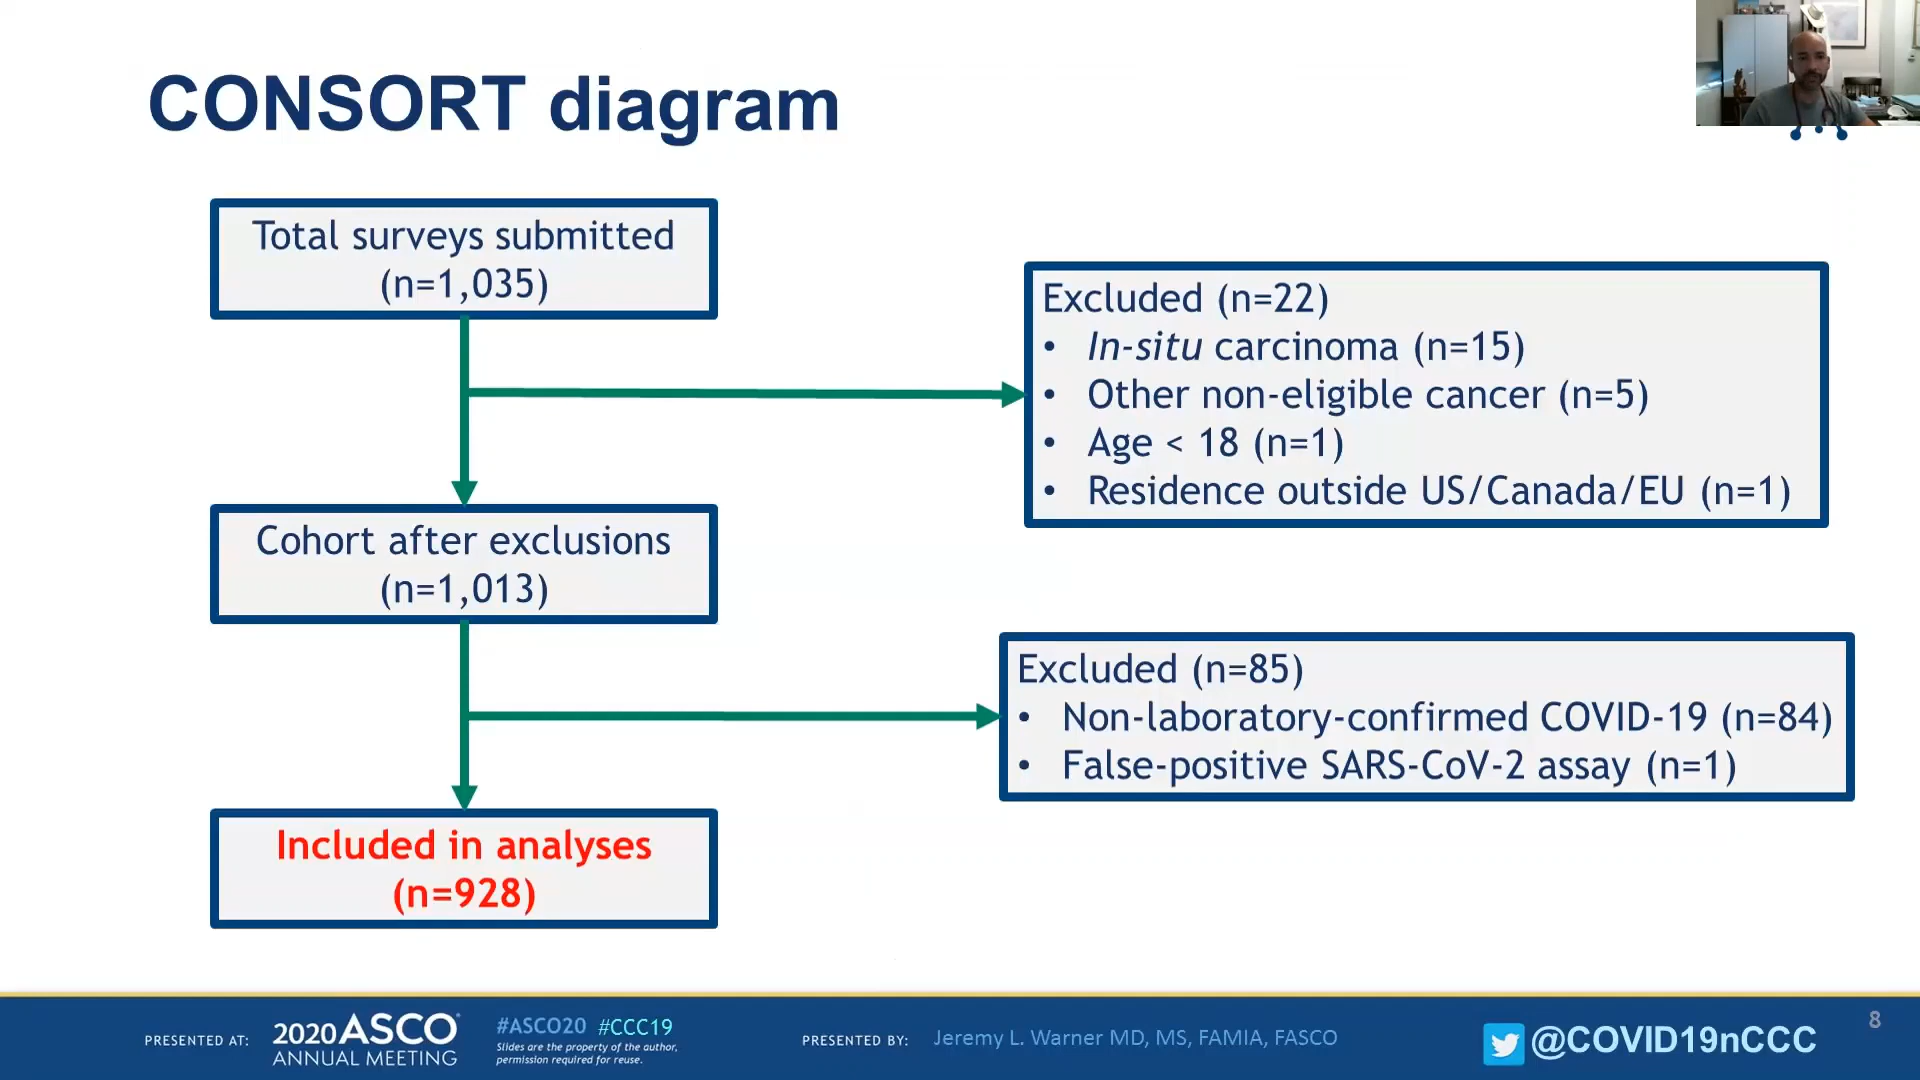 CONSORT diagram
Total surveys submitted
(n=1,035)
Excluded (n=22)
• In-situ carcinoma (n=15)
• Other non-eligible cancer (n=5)
• Age < 18 (n=1)
• Residence outside US/Canada/EU (n=1)
Cohort after exclusions
(n=1,013)
Excluded (n=85)
• Non-laboratory-confirmed COVID-19 (n=84)
• False-positive SARS-CoV-2 assay (n=1)
Included in analyses
(n=928)
PRESENTED AT:
2020 ASCO®
ANNUAL MEETING
#ASCO20 #CCC19
Slides are the property of the author,
permission required for reuse.
PRESENTED BY:
Jeremy L. Warner MD, MS, FAMIA, FASCO
@COVID19nCCC
8